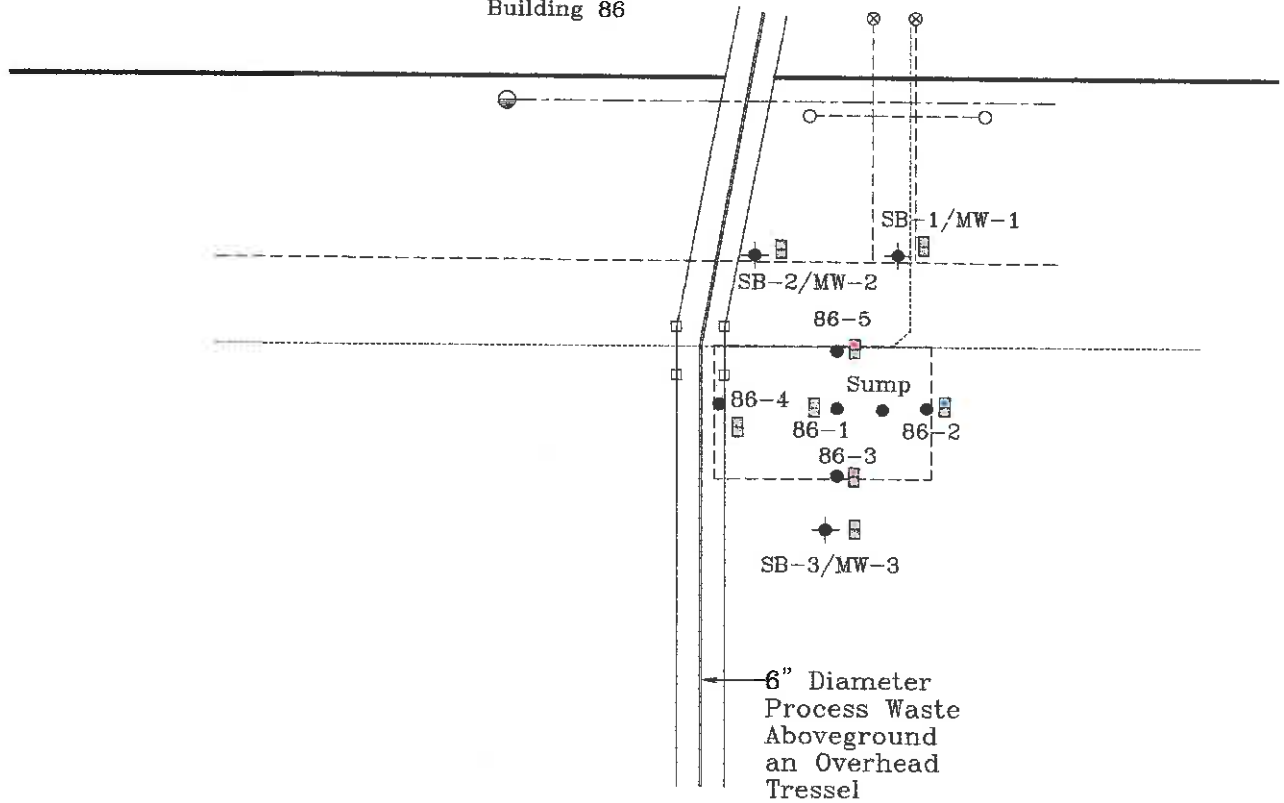 Building 86
SB-1/MW-1
SB-2/MW-2
86-5
Sump
86-4
86-1
86-2
86-3
SB-3/MW-3
6" Diameter
Process Waste
Aboveground
an Overhead
Tressel